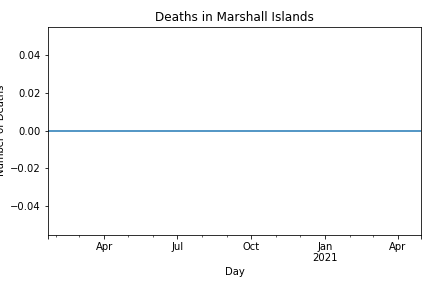 Deaths in Marshall Islands
0.04
0.02
0.00
−0.02
−0.04
Number of Deaths
Apr Jul Oct Jan Apr
2021
Day